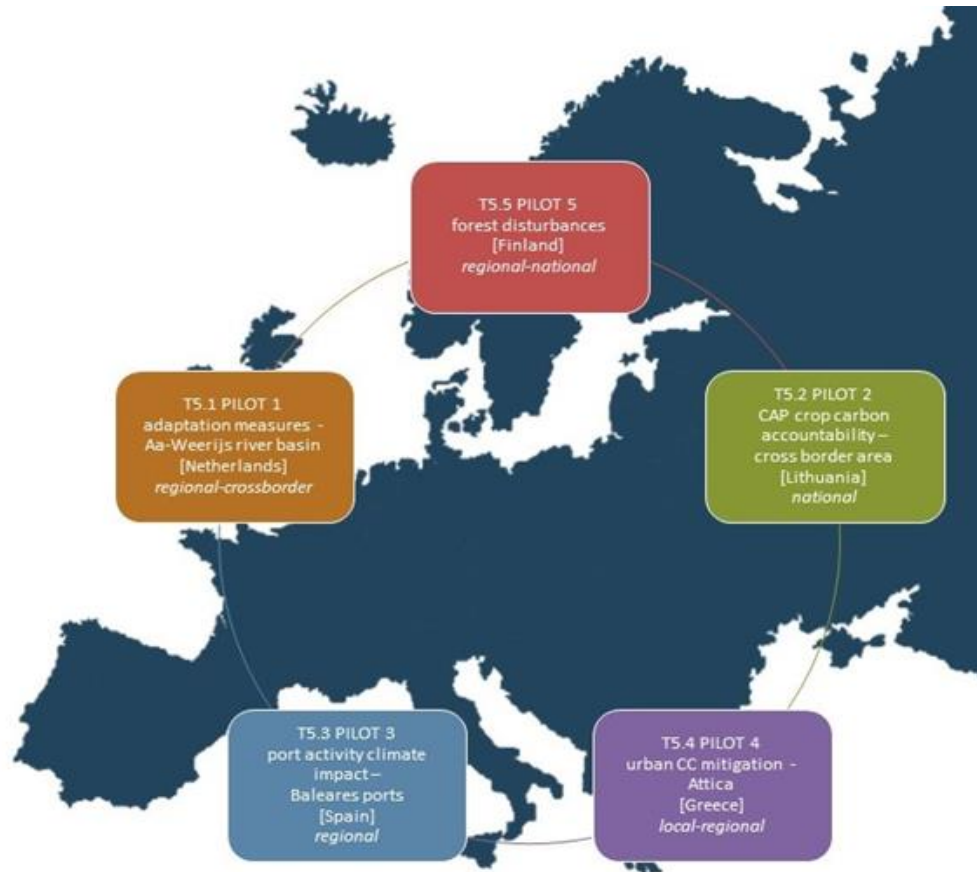 T5.5 PILOT 5
forest disturbances
[Finland]
regional-national
T5.1 PILOT 1
adaptation measures -
Aa-Weerijs river basin
[Netherlands]
regional-crossborder
T5.2 PILOT 2
CAP crop carbon
accountability –
cross border area
[Lithuania]
national
T5.3 PILOT 3
port activity climate
impact –
Baleares ports
[Spain]
regional
T5.4 PILOT 4
urban CC mitigation -
Attica
[Greece]
local-regional